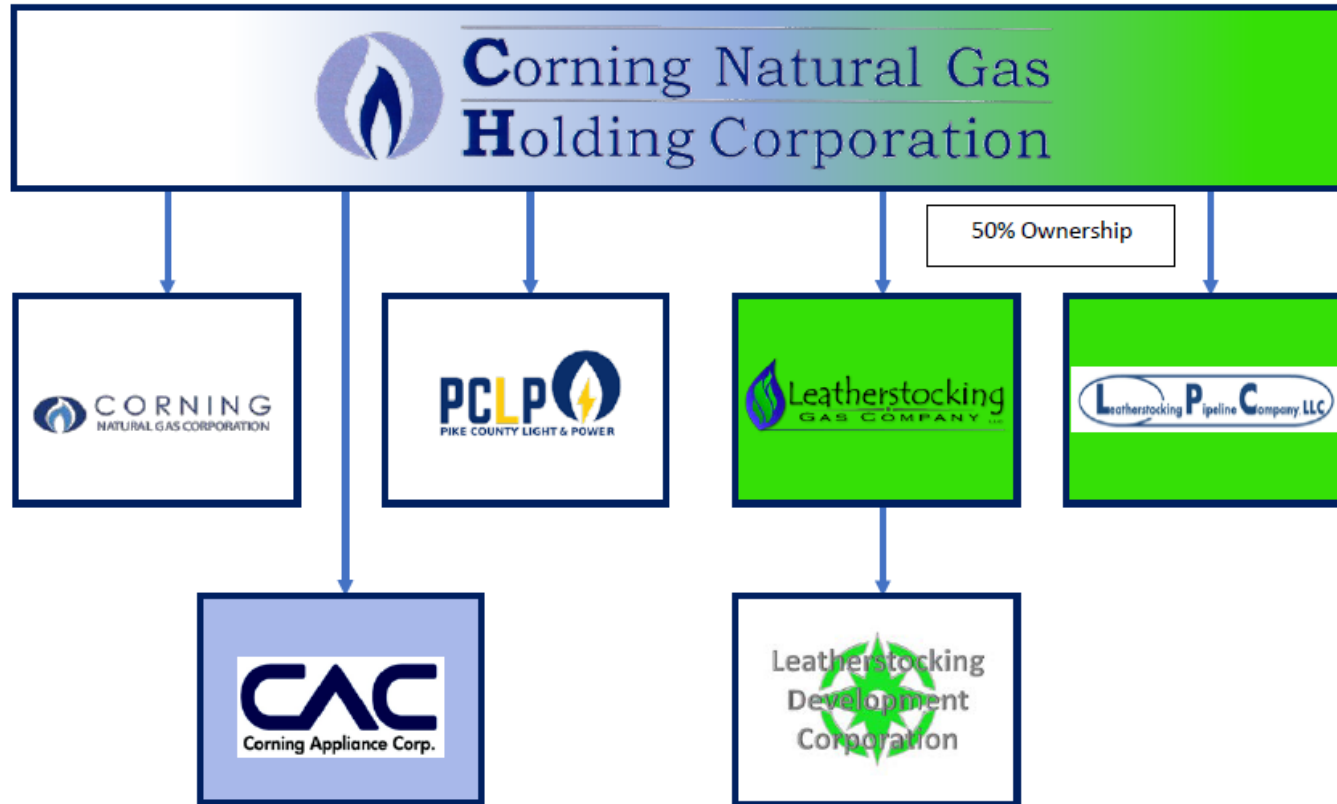 Corning Natural Gas
Holding Corporation
50% Ownership
CORNING
NATURAL GAS CORPORATION
PCLP
PIKE COUNTY LIGHT & POWER
Leatherstocking
GAS COMPANY LLC
Leatherstocking Pipeline Company, LLC
CAC
Corning Appliance Corp.
Leatherstocking
Development
Corporation